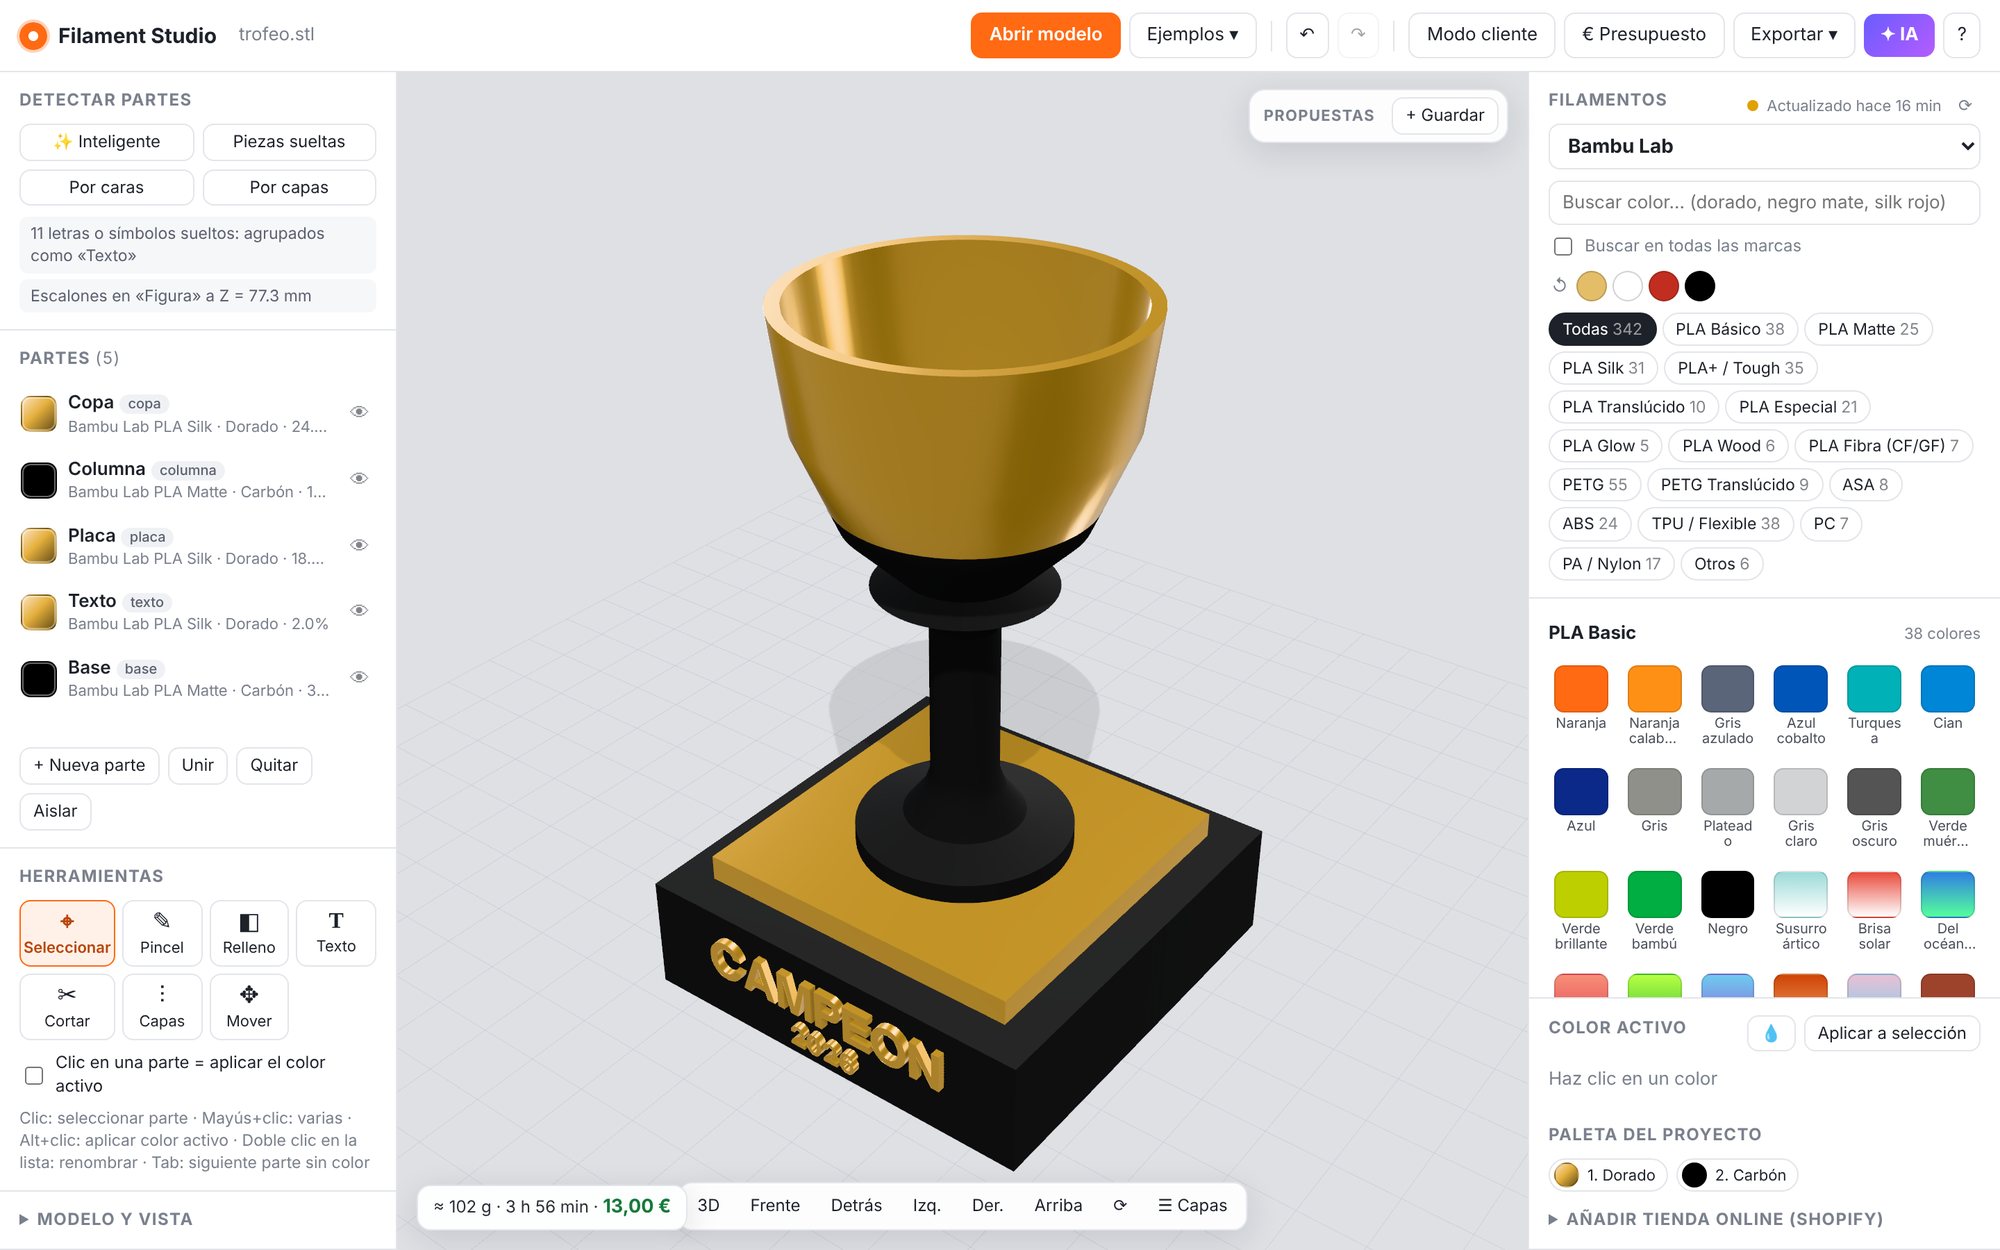 Filament Studio
trofeo.stl
Abrir modelo
Ejemplos ▾
Modo cliente
€ Presupuesto
Exportar ▾
✦ IA
?
DETECTAR PARTES
✨ Inteligente
Piezas sueltas
Por caras
Por capas
11 letras o símbolos sueltos: agrupados
como «Texto»
Escalones en «Figura» a Z = 77.3 mm
PARTES (5)
Copa copa
Bambu Lab PLA Silk · Dorado · 24....
Columna columna
Bambu Lab PLA Matte · Carbón · 1...
Placa placa
Bambu Lab PLA Silk · Dorado · 18....
Texto texto
Bambu Lab PLA Silk · Dorado · 2.0%
Base base
Bambu Lab PLA Matte · Carbón · 3...
+ Nueva parte
Unir
Quitar
Aislar
HERRAMIENTAS
Seleccionar
Pincel
Relleno
T
Texto
Cortar
Capas
Mover
Clic en una parte = aplicar el color
activo
Clic: seleccionar parte · Mayús+clic: varias ·
Alt+clic: aplicar color activo · Doble clic en la
lista: renombrar · Tab: siguiente parte sin color
▶ MODELO Y VISTA
PROPUESTAS
+ Guardar
CAMPEON
2026
≈ 102 g · 3 h 56 min · 13,00 €
3D
Frente
Detrás
Izq.
Der.
Arriba
⟳
☰ Capas
FILAMENTOS
Actualizado hace 16 min
Bambu Lab
Buscar color... (dorado, negro mate, silk rojo)
Buscar en todas las marcas
Todas 342
PLA Básico 38
PLA Matte 25
PLA Silk 31
PLA+ / Tough 35
PLA Translúcido 10
PLA Especial 21
PLA Glow 5
PLA Wood 6
PLA Fibra (CF/GF) 7
PETG 55
PETG Translúcido 9
ASA 8
ABS 24
TPU / Flexible 38
PC 7
PA / Nylon 17
Otros 6
PLA Basic
38 colores
Naranja
Naranja
calab...
Gris
azulado
Azul
cobalto
Turques
a
Cian
Azul
Gris
Platead
o
Gris
claro
Gris
oscuro
Verde
muér...
Verde
brillante
Verde
bambú
Negro
Susurro
ártico
Brisa
solar
Del
océan...
COLOR ACTIVO
Aplicar a selección
Haz clic en un color
PALETA DEL PROYECTO
1. Dorado
2. Carbón
▶ AÑADIR TIENDA ONLINE (SHOPIFY)